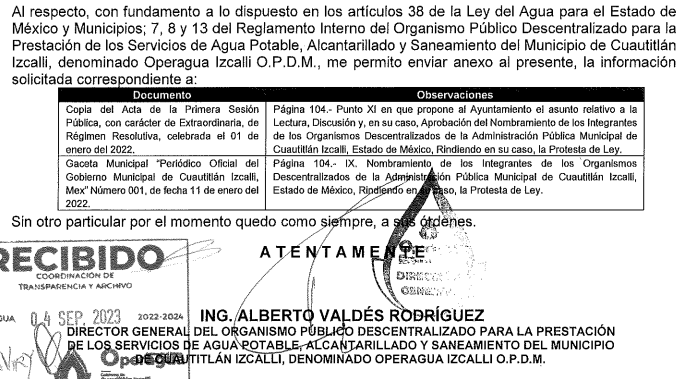 Al respecto, con fundamento a lo dispuesto en los artículos 38 de la Ley del Agua para el Estado de
México y Municipios; 7, 8 y 13 del Reglamento Interno del Organismo Público Descentralizado para la
Prestación de los Servicios de Agua Potable, Alcantarillado y Saneamiento del Municipio de Cuautitlán
Izcalli, denominado Operagua Izcalli O.P.D.M., me permito enviar anexo al presente, la información
solicitada correspondiente a:
Documento
Observaciones
Copia del Acta de la Primera Sesión
Pública, con carácter de Extraordinaria, de
Régimen Resolutiva, celebrada el 01 de
enero del 2022.
Página 104.- Punto XI en que propone al Ayuntamiento el asunto relativo a la
Lectura, Discusión y, en su caso, Aprobación del Nombramiento de los Integrantes
de los Organismos Descentralizados de la Administración Pública Municipal de
Cuautitlán Izcalli, Estado de México, Rindiendo en su caso, la Protesta de Ley.
Gaceta Municipal "Periódico Oficial del
Gobierno Municipal de Cuautitlán Izcalli,
Mex" Número 001, de fecha 11 de enero del
2022.
Página 104.- IX. Nombramiento de los Integrantes de los Organismos
Descentralizados de la Administración Pública Municipal de Cuautitlán Izcalli,
Estado de México, Rindiendo en su caso, la Protesta de Ley.
Sin otro particular por el momento quedo como siempre, a sus órdenes.
ATENTAMENTE
RECIBIDO
COORDINACIÓN DE
TRANSPARENCIA Y ARCHIVO
04 SEP. 2023
2022-2024
Operagua
ING. ALBERTO VALDÉS RODRÍGUEZ
DIRECTOR GENERAL DEL ORGANISMO PÚBLICO DESCENTRALIZADO PARA LA PRESTACIÓN
DE LOS SERVICIOS DE AGUA POTABLE, ALCANTARILLADO Y SANEAMIENTO DEL MUNICIPIO
DE CUAUTITLÁN IZCALLI, DENOMINADO OPERAGUA IZCALLI O.P.D.M.